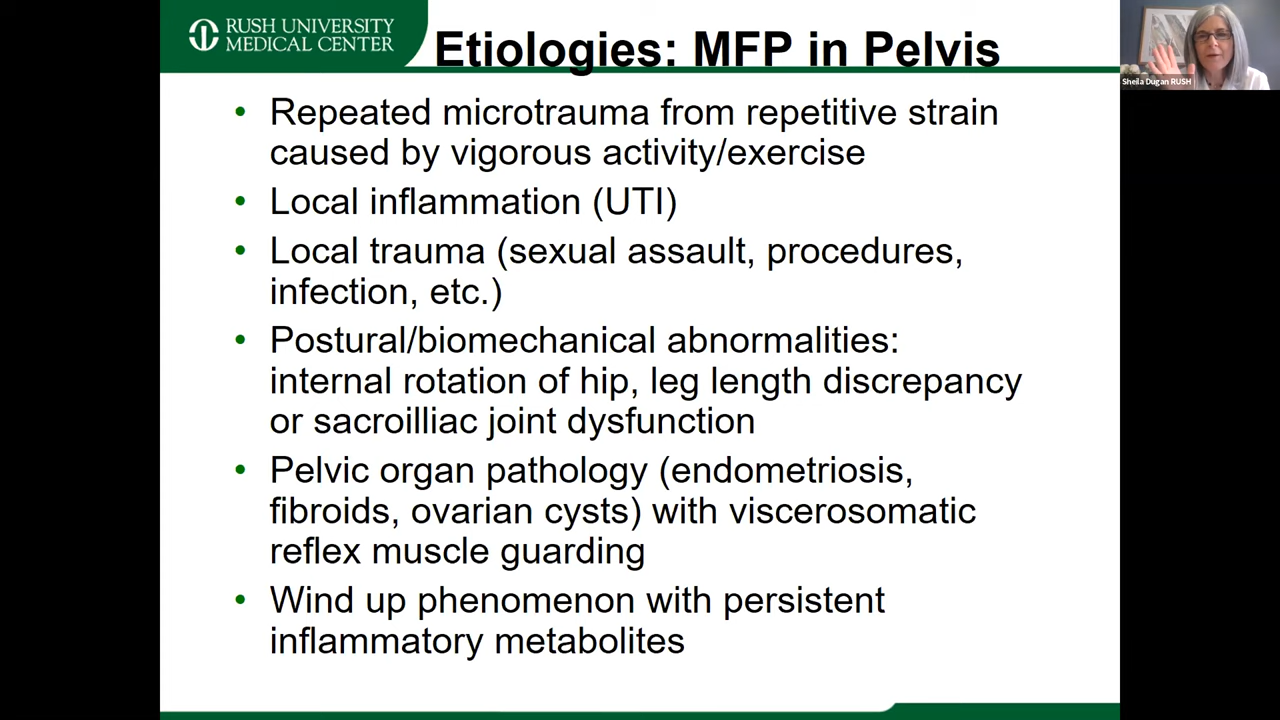 RUSH UNIVERSITY
MEDICAL CENTER
Etiologies: MFP in Pelvis
Sheila Dugan RUSH
• Repeated microtrauma from repetitive strain
caused by vigorous activity/exercise
• Local inflammation (UTI)
• Local trauma (sexual assault, procedures,
infection, etc.)
• Postural/biomechanical abnormalities:
internal rotation of hip, leg length discrepancy
or sacroilliac joint dysfunction
• Pelvic organ pathology (endometriosis,
fibroids, ovarian cysts) with viscerosomatic
reflex muscle guarding
• Wind up phenomenon with persistent
inflammatory metabolites